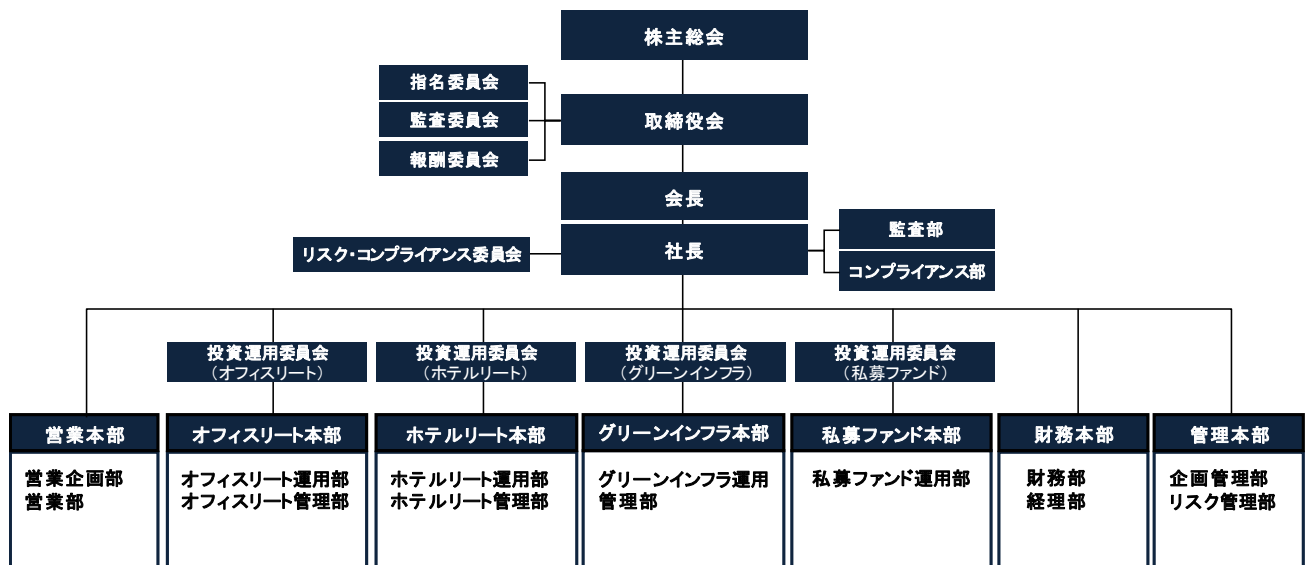 株主総会
指名委員会
監査委員会
報酬委員会
取締役会
会長
社長
リスク・コンプライアンス委員会
監査部
コンプライアンス部
投資運用委員会
(オフィスリート)
投資運用委員会
(ホテルリート)
投資運用委員会
(グリーンインフラ)
投資運用委員会
(私募ファンド)
営業本部
営業企画部
営業部
オフィスリート本部
オフィスリート運用部
オフィスリート管理部
ホテルリート本部
ホテルリート運用部
ホテルリート管理部
グリーンインフラ本部
グリーンインフラ運用
管理部
私募ファンド本部
私募ファンド運用部
財務本部
財務部
経理部
管理本部
企画管理部
リスク管理部